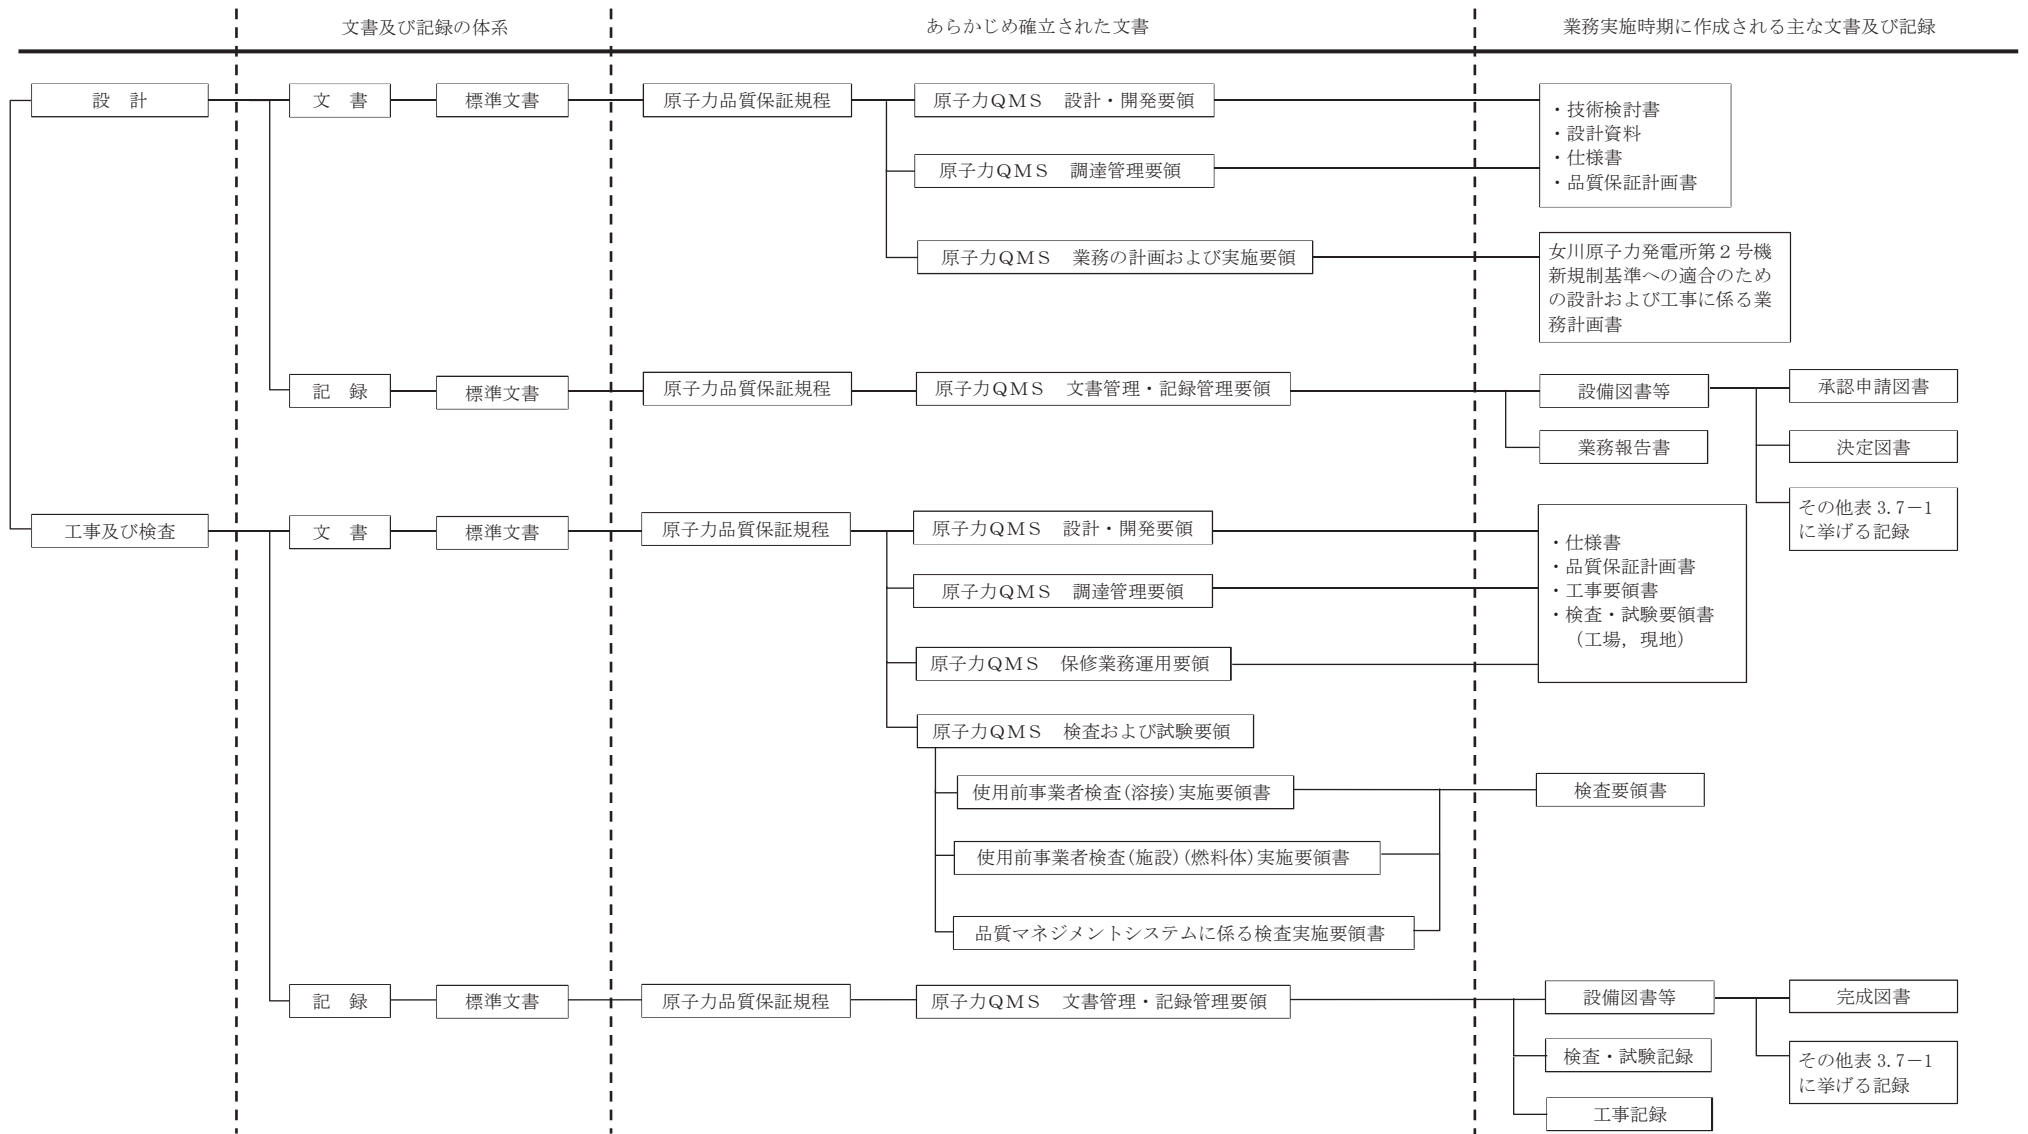 文書及び記録の体系
あらかじめ確立された文書
業務実施時期に作成される主な文書及び記録
設　計
文　書
標準文書
原子力品質保証規程
原子力QMS　設計・開発要領
・技術検討書
・設計資料
・仕様書
・品質保証計画書
原子力QMS　調達管理要領
原子力QMS　業務の計画および実施要領
女川原子力発電所第２号機
新規制基準への適合のため
の設計および工事に係る業
務計画書
記　録
標準文書
原子力品質保証規程
原子力QMS　文書管理・記録管理要領
設備図書等
承認申請図書
業務報告書
決定図書
その他表 3.7－1
に挙げる記録
工事及び検査
文　書
標準文書
原子力品質保証規程
原子力QMS　設計・開発要領
・仕様書
・品質保証計画書
・工事要領書
・検査・試験要領書
（工場，現地）
原子力QMS　調達管理要領
原子力QMS　保修業務運用要領
原子力QMS　検査および試験要領
使用前事業者検査(溶接)実施要領書
検査要領書
使用前事業者検査(施設)(燃料体)実施要領書
品質マネジメントシステムに係る検査実施要領書
記　録
標準文書
原子力品質保証規程
原子力QMS　文書管理・記録管理要領
設備図書等
完成図書
検査・試験記録
その他表 3.7－1
に挙げる記録
工事記録